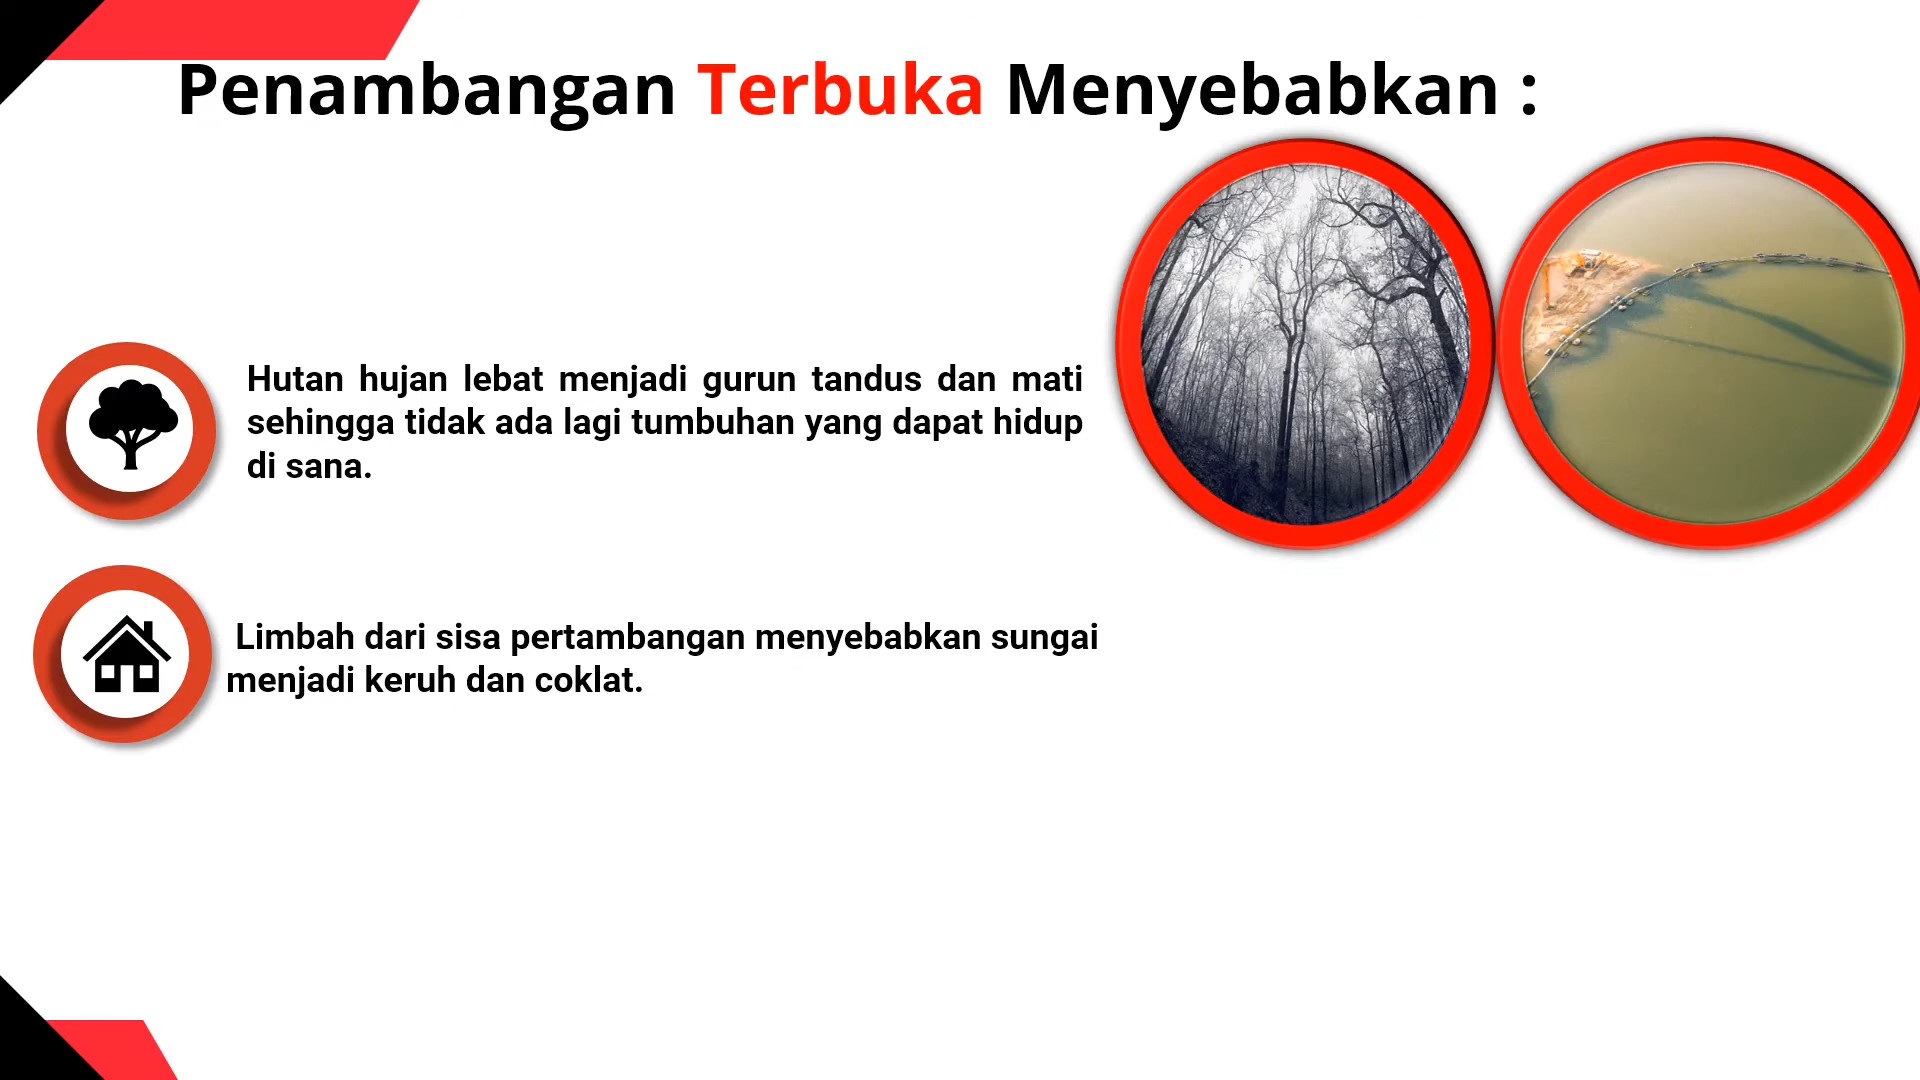 Penambangan Terbuka Menyebabkan :
Hutan hujan lebat menjadi gurun tandus dan mati
sehingga tidak ada lagi tumbuhan yang dapat hidup
di sana.
Limbah dari sisa pertambangan menyebabkan sungai
menjadi keruh dan coklat.